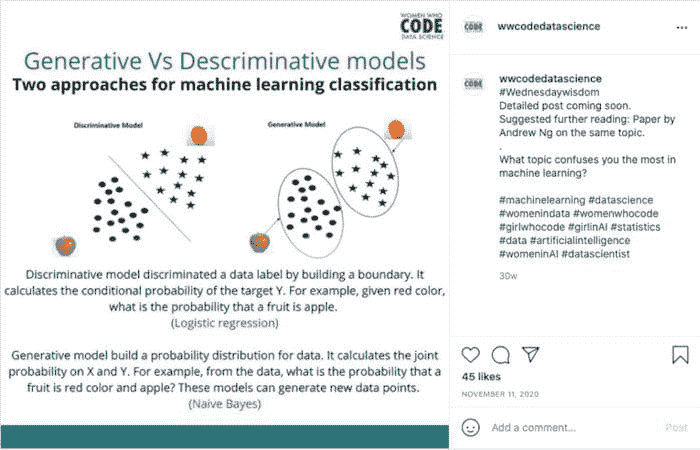 WOMEN WHO
CODE
DATA SCIENCE
Generative Vs Descriminative models
Two approaches for machine learning classification
Discriminative Model
Generative Model
Discriminative model discriminated a data label by building a boundary. It
calculates the conditional probability of the target Y. For example, given red color,
what is the probability that a fruit is apple.
(Logistic regression)
Generative model build a probability distribution for data. It calculates the joint
probability on X and Y. For example, from the data, what is the probability that a
fruit is red color and apple? These models can generate new data points.
(Naive Bayes)
CODE
wwcodedatascience
CODE
wwcodedatascience
#Wednesdaywisdom
Detailed post coming soon.
Suggested further reading: Paper by
Andrew Ng on the same topic.
.
What topic confuses you the most in
machine learning?
#machinelearning #datascience
#womenindata #womenwhocode
#girlwhocode #girlinAI #statistics
#data #artificialintelligence
#womeninAI #datascientist
30w
45 likes
NOVEMBER 11, 2020
Add a comment...
Post